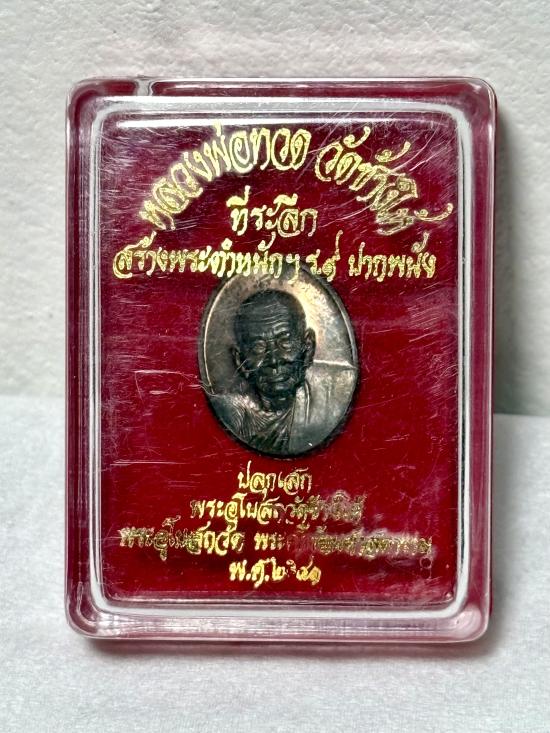 หลวงพ่อทวด วัดช้างให้
ที่ระลึก
สร้างพระตำหนักฯ ร.๙ ปากพนัง
ปลุกเสก
พระอุโบสถวัดช้างให้
พระอุโบสถวัด